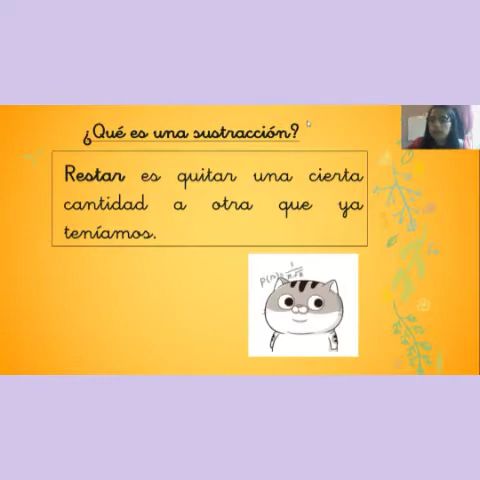 ¿Qué es una sustracción?
Restar es quitar una cierta
cantidad a otra que ya
teníamos.